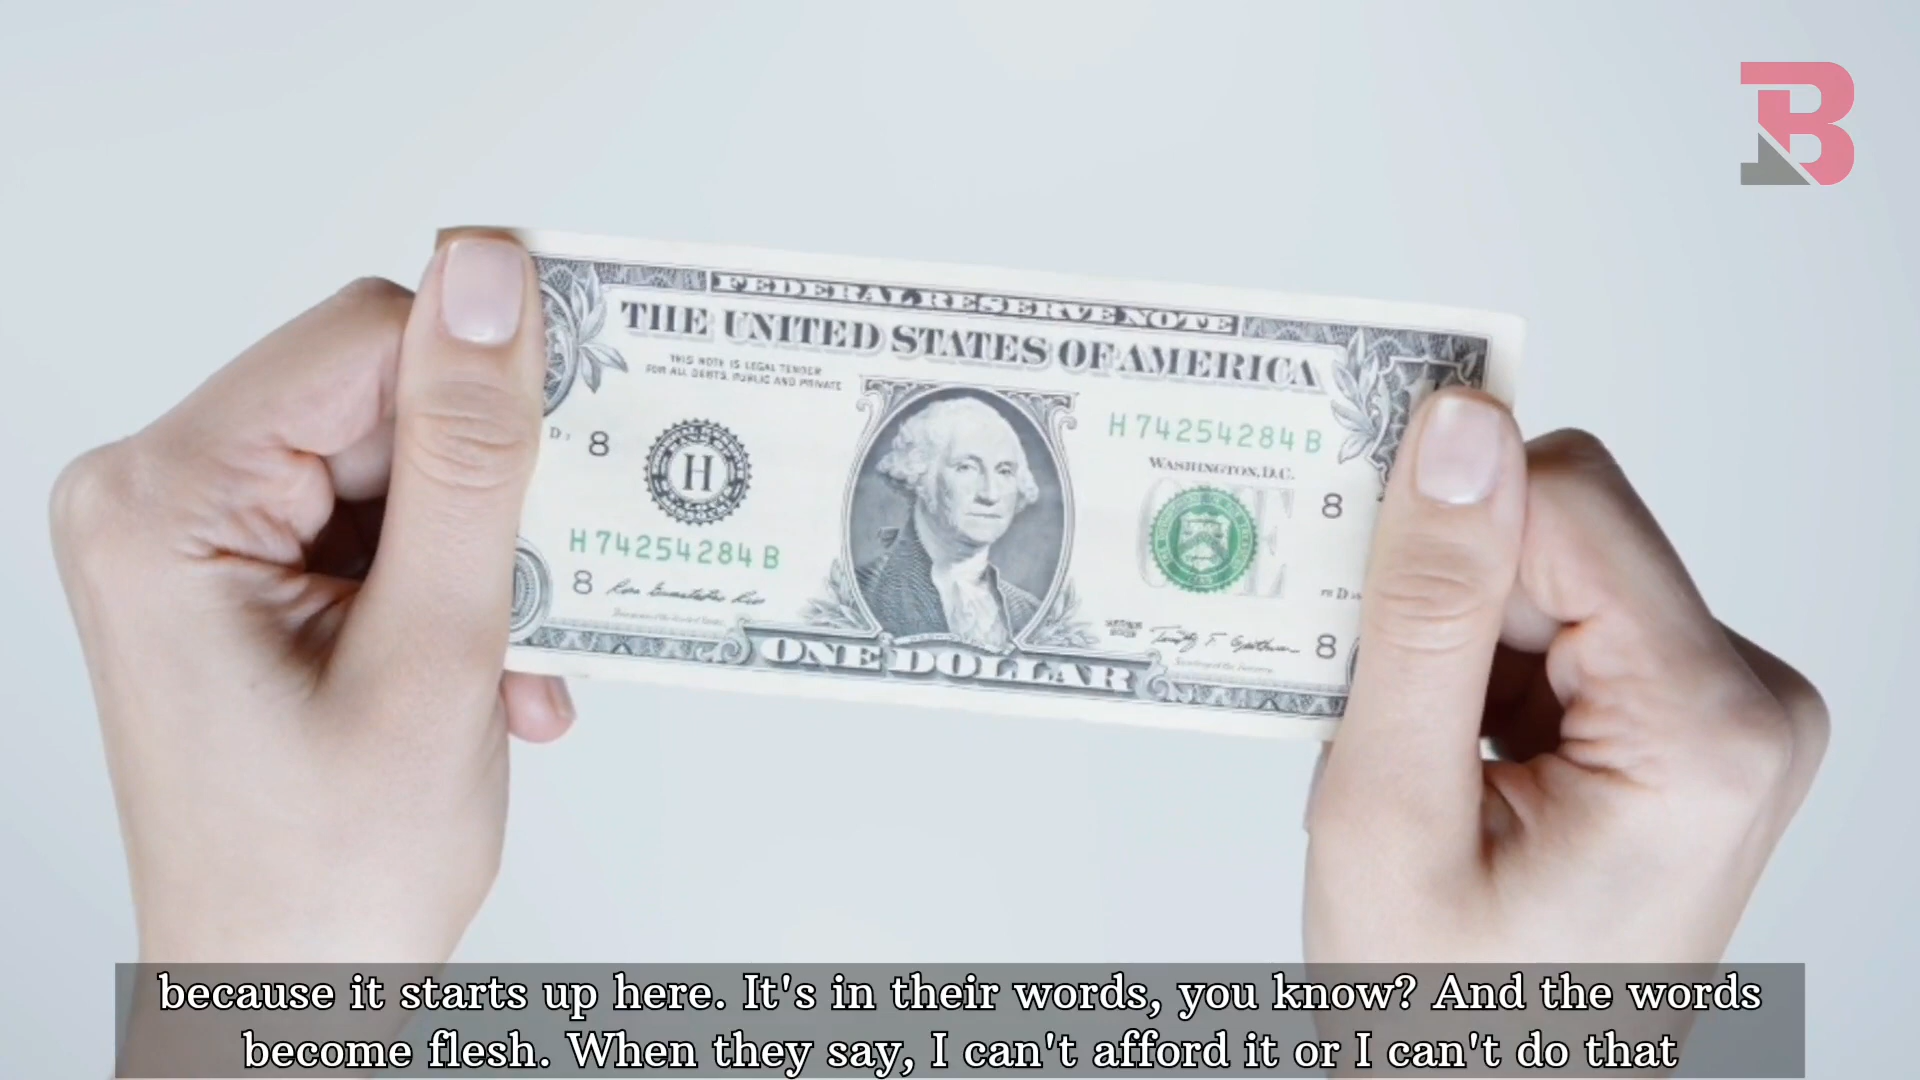 B
FEDERAL RESERVE NOTE
THE UNITED STATES OF AMERICA
THIS NOTE IS LEGAL TENDER
FOR ALL DEBTS, PUBLIC AND PRIVATE
H 74254284 B
WASHINGTON, D.C.
8
H
8
H 74254284 B
8
8
ONE DOLLAR
because it starts up here. It's in their words, you know? And the words
become flesh. When they say, I can't afford it or I can't do that